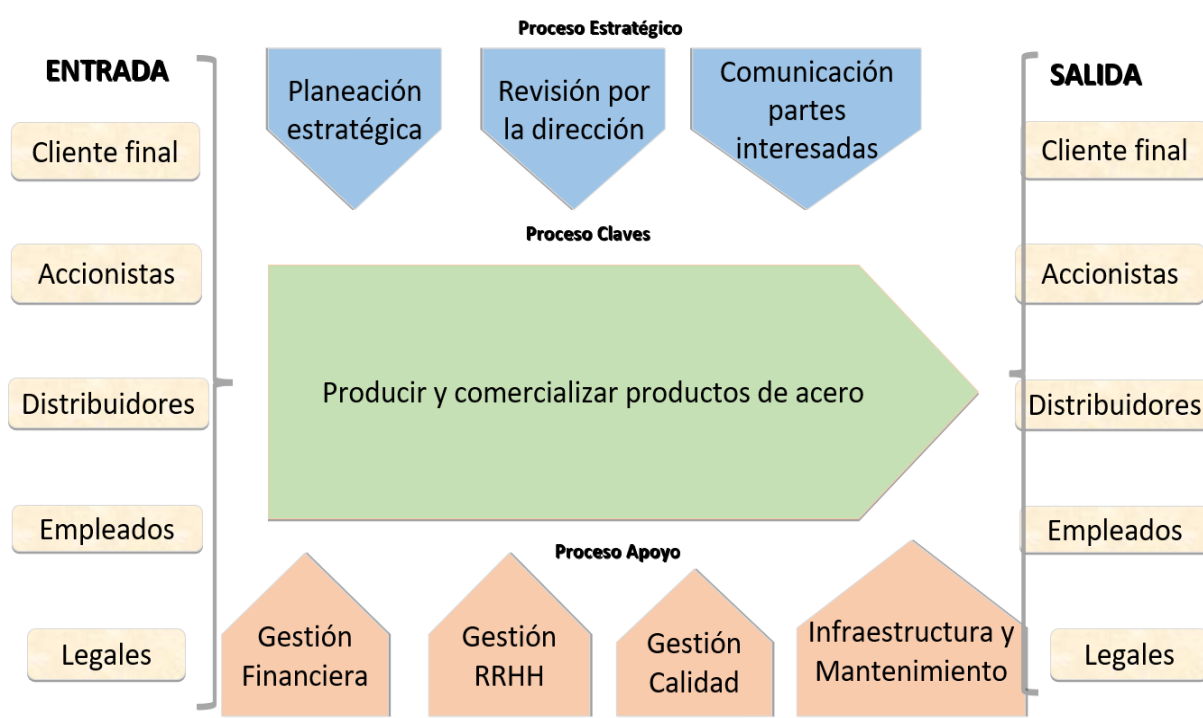 Proceso Estratégico
ENTRADA
Cliente final
Accionistas
Distribuidores
Empleados
Legales
Planeación
estratégica
Revisión por
la dirección
Comunicación
partes
interesadas
Proceso Claves
Producir y comercializar productos de acero
Proceso Apoyo
Gestión
Financiera
Gestión
RRHH
Gestión
Calidad
Infraestructura y
Mantenimiento
SALIDA
Cliente final
Accionistas
Distribuidores
Empleados
Legales